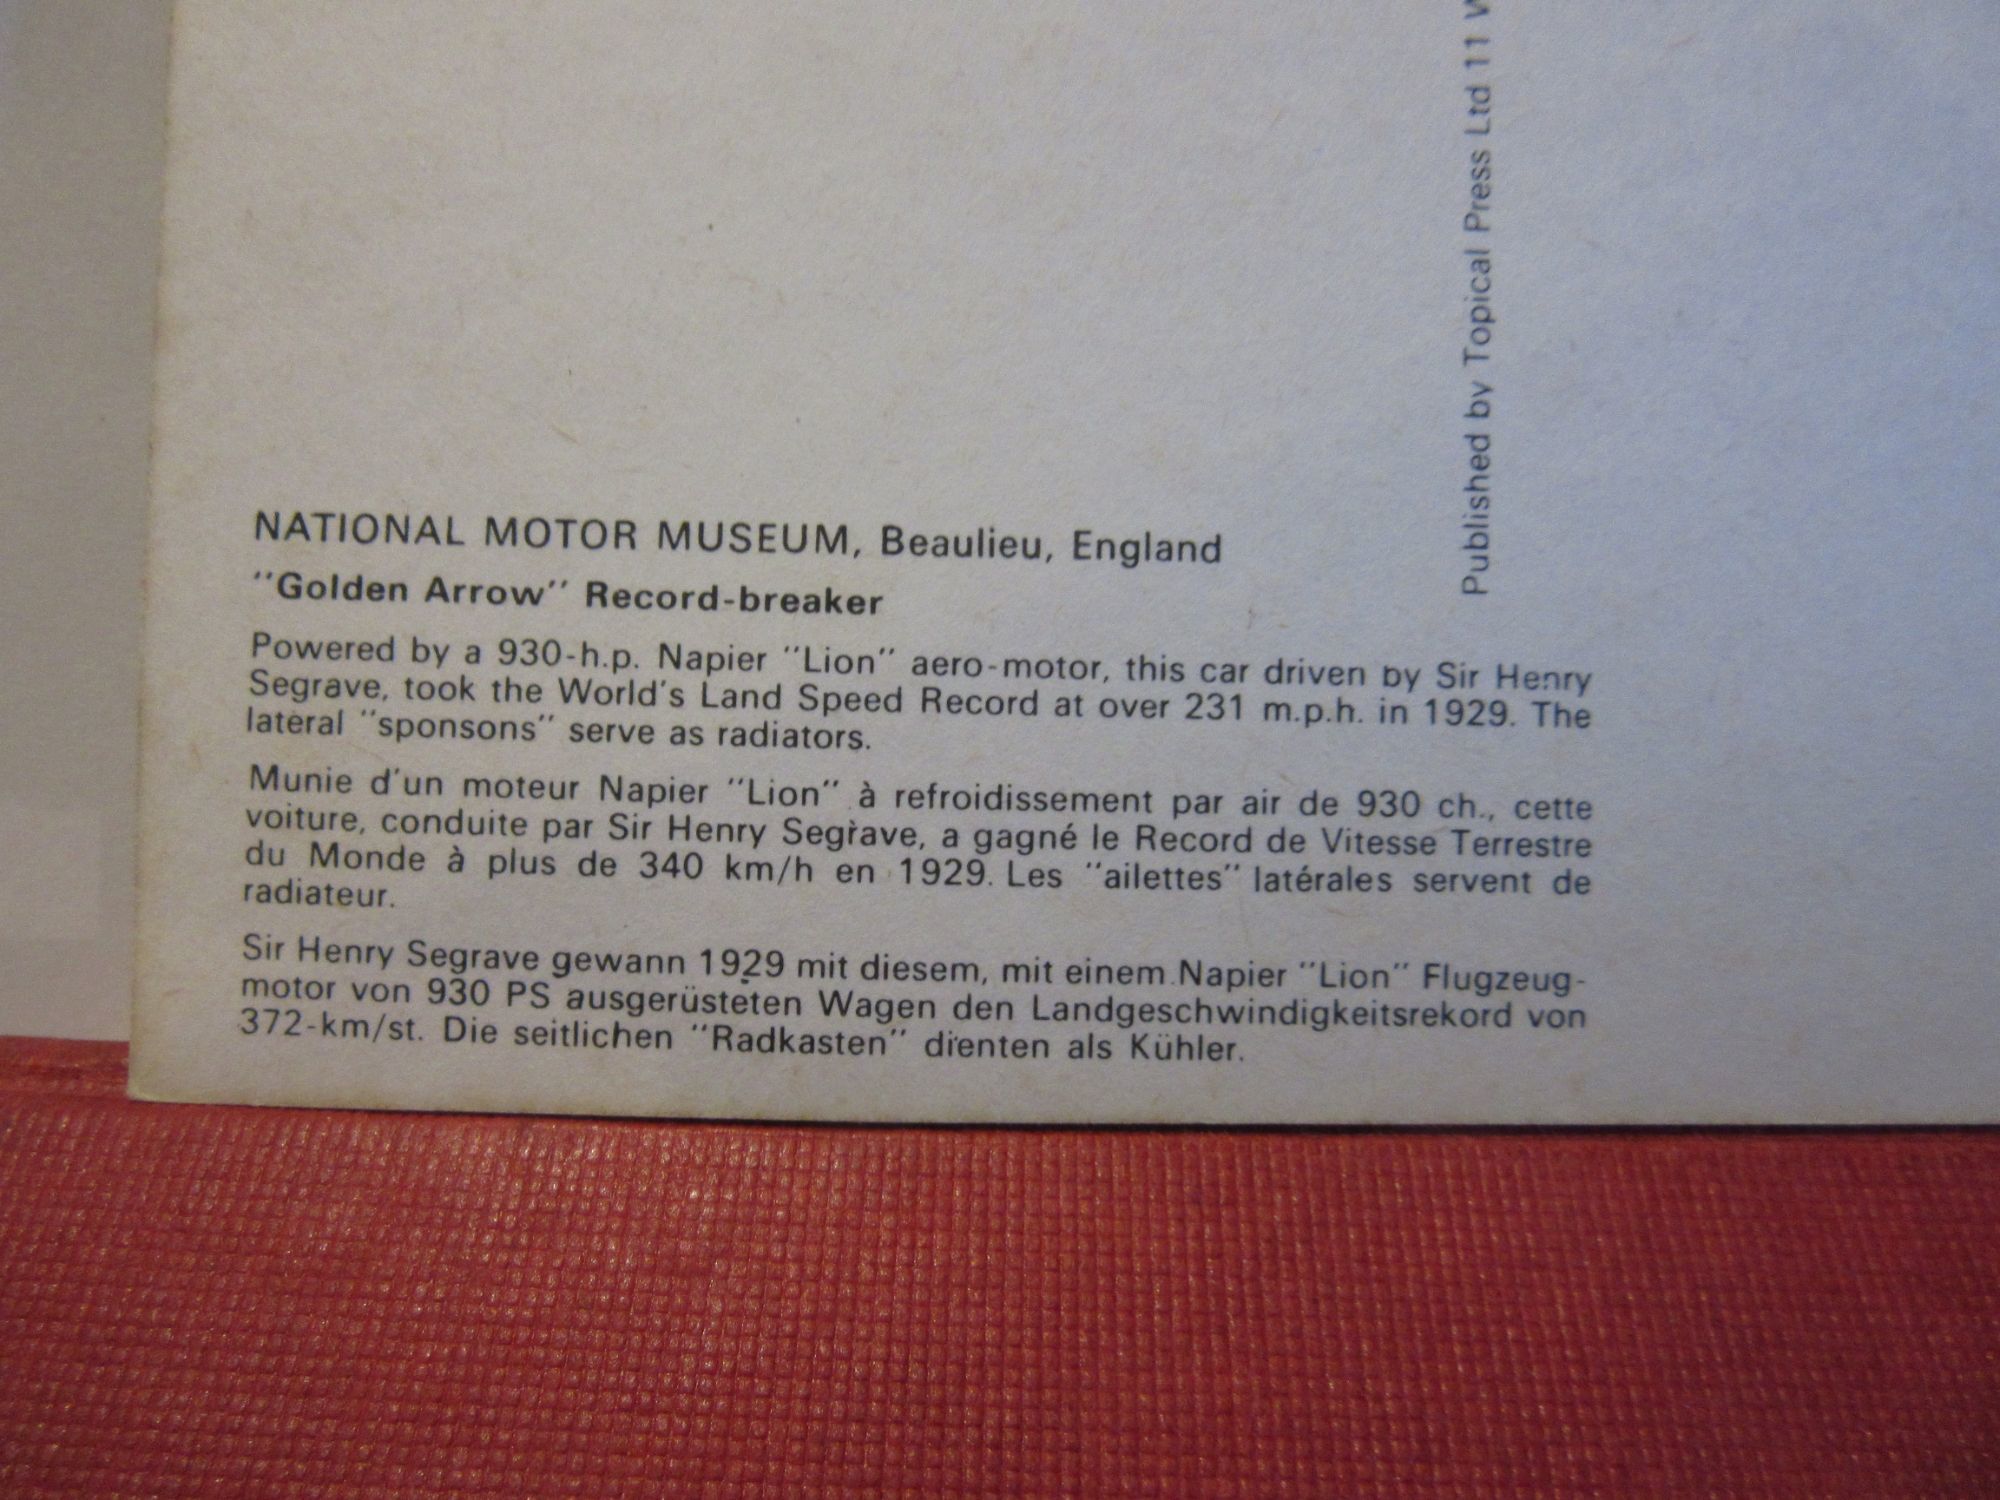 NATIONAL MOTOR MUSEUM, Beaulieu, England
"Golden Arrow" Record-breaker
Powered by a 930-h.p. Napier "Lion" aero-motor, this car driven by Sir Henry
Segrave, took the World's Land Speed Record at over 231 m.p.h. in 1929. The
lateral "sponsons" serve as radiators.
Munie d'un moteur Napier "Lion" à refroidissement par air de 930 ch., cette
voiture, conduite par Sir Henry Segrave, a gagné le Record de Vitesse Terrestre
du Monde à plus de 340 km/h en 1929. Les "ailettes" latérales servent de
radiateur.
Sir Henry Segrave gewann 1929 mit diesem, mit einem Napier "Lion" Flugzeug-
motor von 930 PS ausgerüsteten Wagen den Landgeschwindigkeitsrekord von
372-km/st. Die seitlichen "Radkasten" dienten als Kühler.
Published by Topical Press Ltd 11